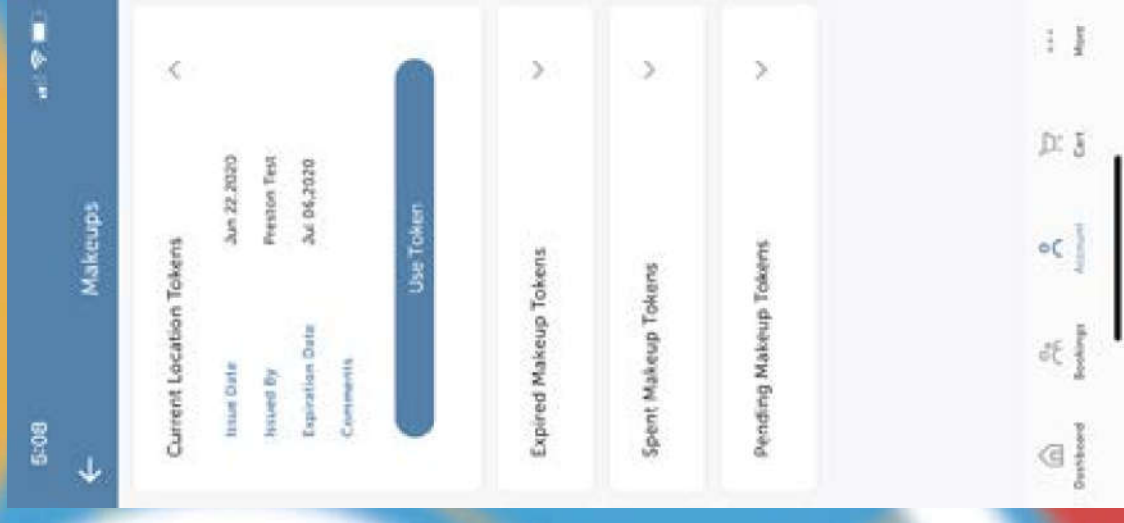 5:08
Makeups
Current Location Tokens
Issue Date Jun 22,2020
Issued By Preston Test
Expiration Date Jul 06,2020
Comments
Use Token
Expired Makeup Tokens
Spent Makeup Tokens
Pending Makeup Tokens
Dashboard Bookings Account Cart More